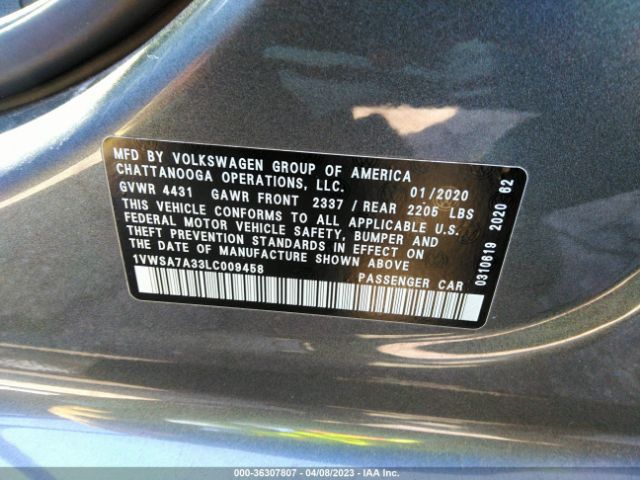 MFD BY VOLKSWAGEN GROUP OF AMERICA
CHATTANOOGA OPERATIONS, LLC. 01/2020
GVWR 4431 GAWR FRONT 2337 / REAR 2205 LBS
THIS VEHICLE CONFORMS TO ALL APPLICABLE U.S.
FEDERAL MOTOR VEHICLE SAFETY, BUMPER AND
THEFT PREVENTION STANDARDS IN EFFECT ON
THE DATE OF MANUFACTURE SHOWN ABOVE
1VWSA7A33LC009458 PASSENGER CAR
0310619 2020 62
000-36307807 - 04/08/2023 - IAA Inc.